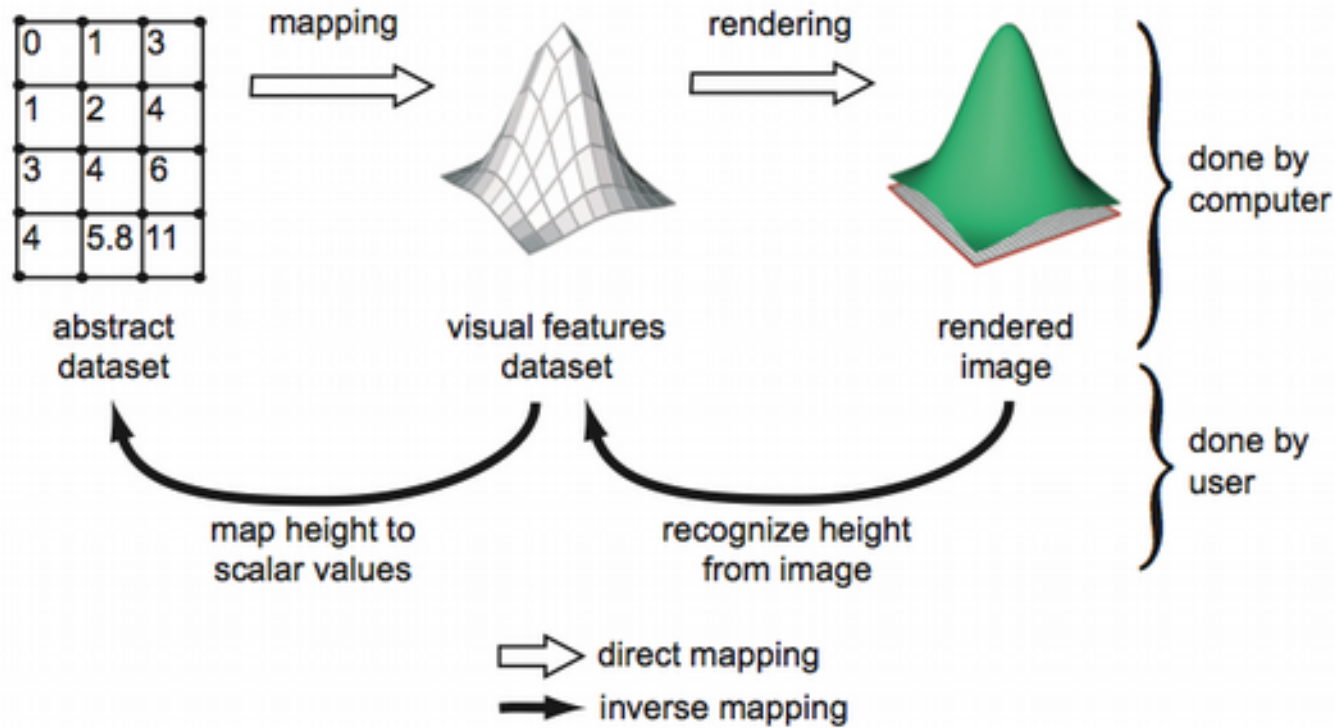 mapping
rendering
0 1 3
1 2 4
3 4 6
4 5.8 11
done by
computer
abstract
dataset
visual features
dataset
rendered
image
done by
user
map height to
scalar values
recognize height
from image
direct mapping
inverse mapping